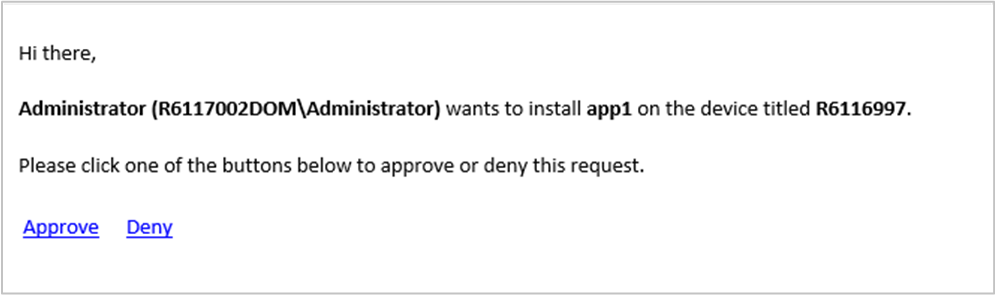 Hi there,
Administrator (R6117002DOM\Administrator) wants to install app1 on the device titled R6116997.
Please click one of the buttons below to approve or deny this request.
Approve Deny